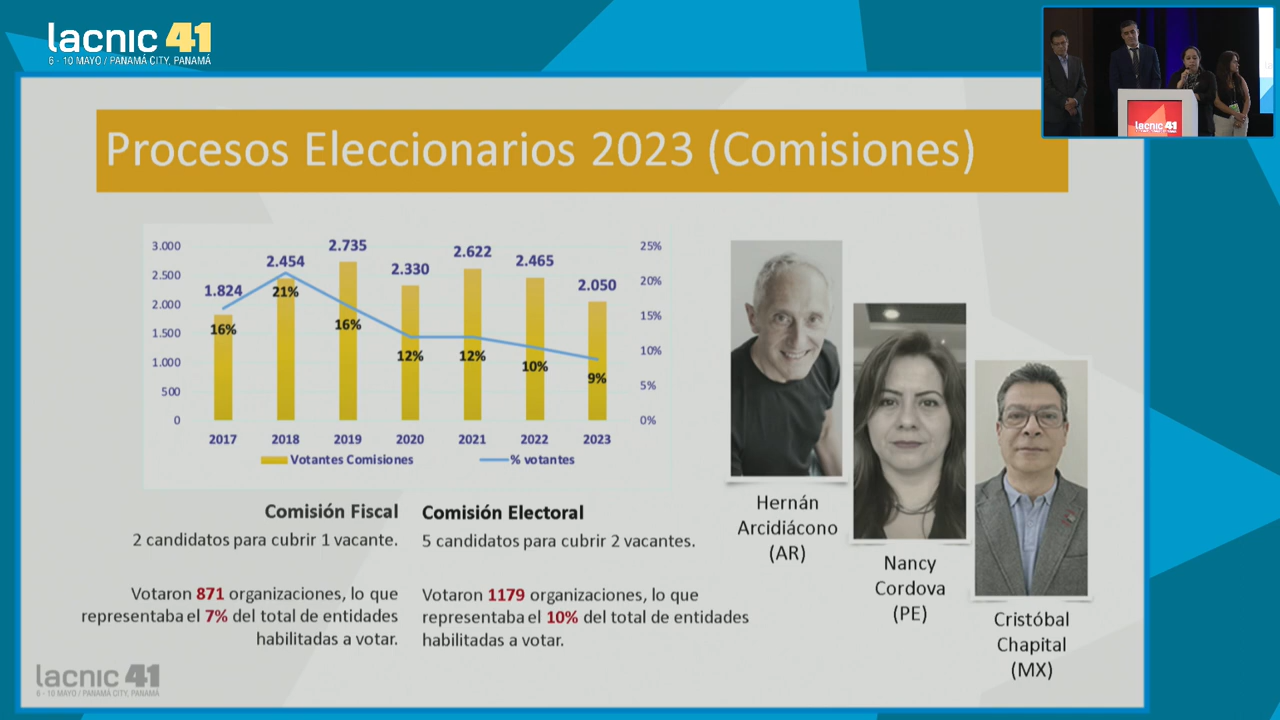 lacnic 41
6 - 10 MAYO / PANAMÁ CITY, PANAMÁ
lacnic 41
Procesos Eleccionarios 2023 (Comisiones)
3.000
2.500
2.000
1.500
1.000
500
0
1.824
2.454
2.735
2.330
2.622
2.465
2.050
16%
21%
16%
12%
12%
10%
9%
25%
20%
15%
10%
5%
0%
2017 2018 2019 2020 2021 2022 2023
Votantes Comisiones % votantes
Comisión Fiscal
2 candidatos para cubrir 1 vacante.
Votaron 871 organizaciones, lo que
representaba el 7% del total de entidades
habilitadas a votar.
Comisión Electoral
5 candidatos para cubrir 2 vacantes.
Votaron 1179 organizaciones, lo que
representaba el 10% del total de entidades
habilitadas a votar.
Hernán
Arcidiácono
(AR)
Nancy
Cordova
(PE)
Cristóbal
Chapital
(MX)
lacnic 41
6 - 10 MAYO / PANAMÁ CITY, PANAMÁ